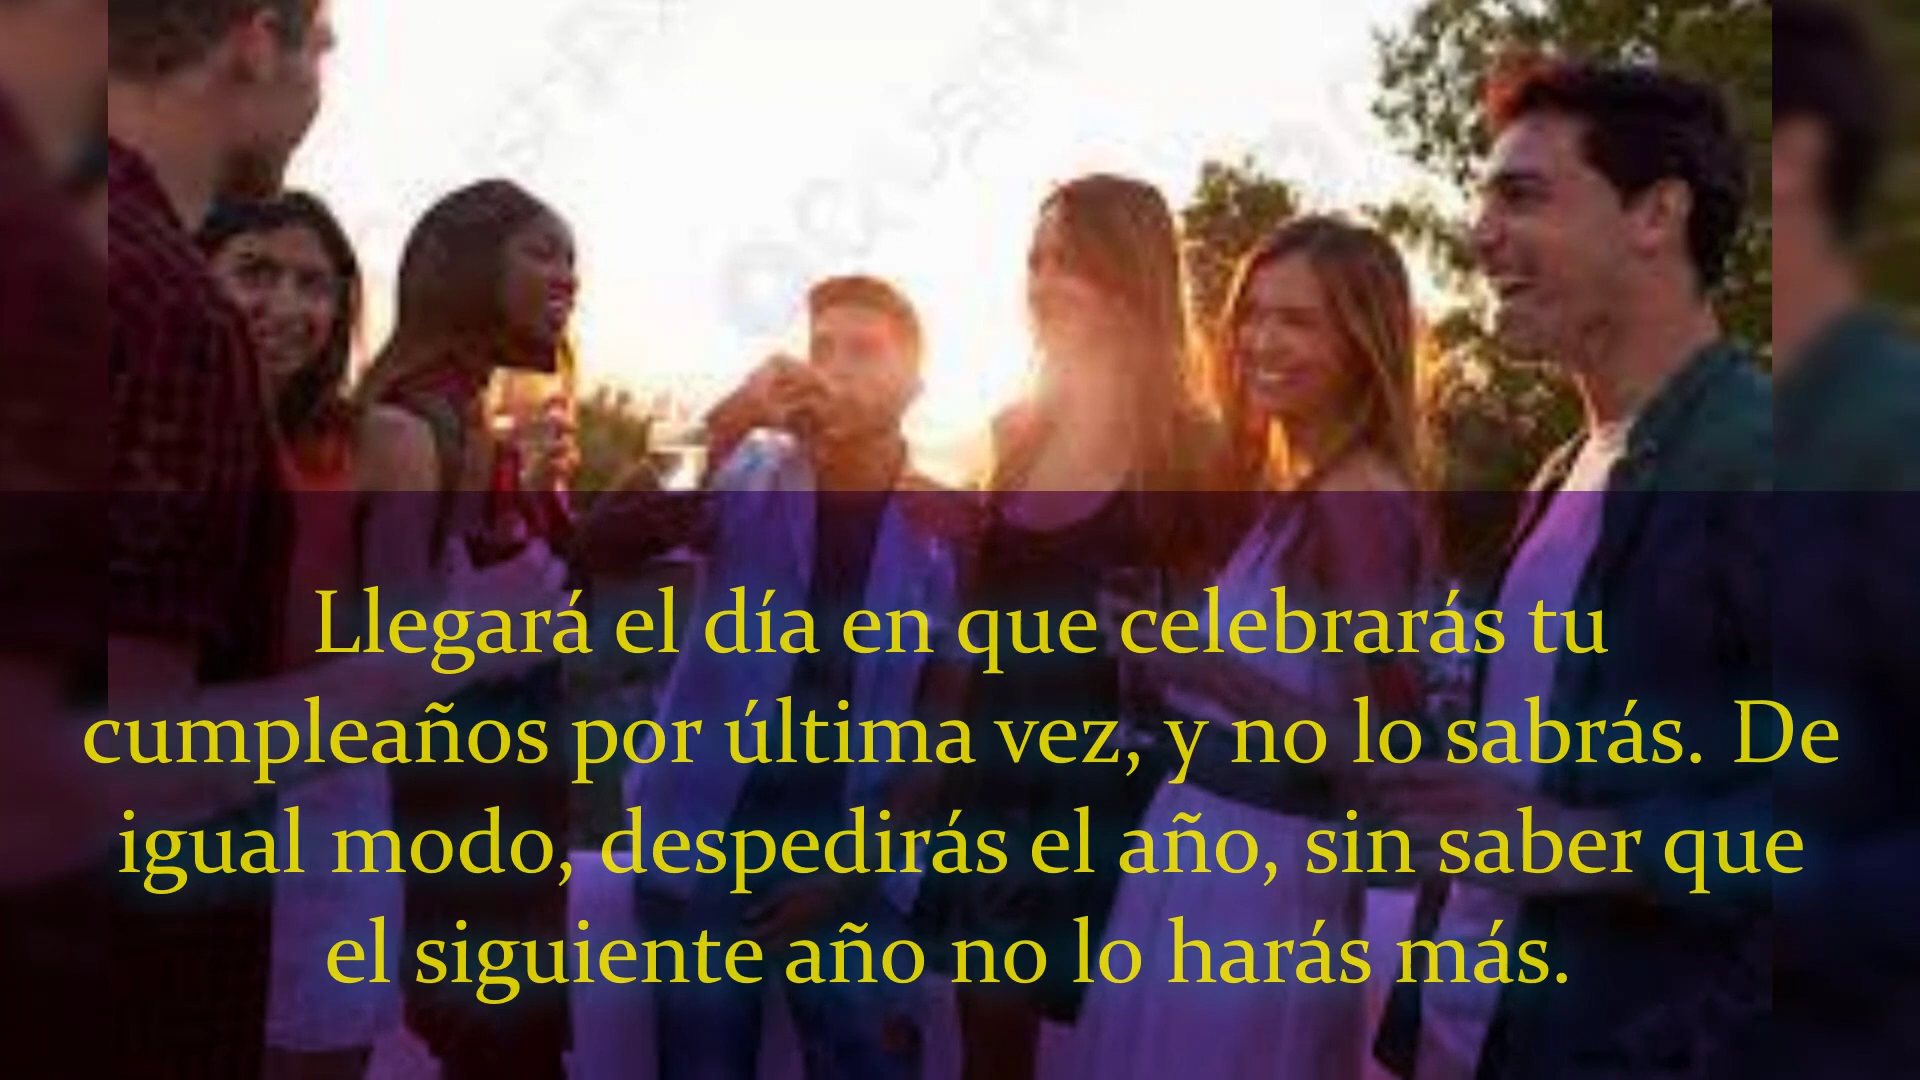 Llegará el día en que celebrarás tu
cumpleaños por última vez, y no lo sabrás. De
igual modo, despedirás el año, sin saber que
el siguiente año no lo harás más.